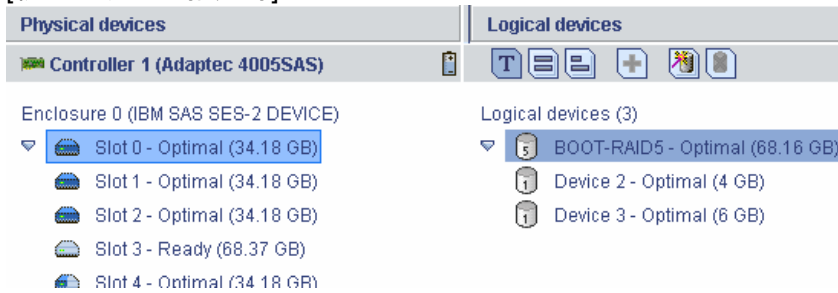 Physical devices
Logical devices
Controller 1 (Adaptec 4005SAS)
T
Enclosure 0 (IBM SAS SES-2 DEVICE)
Slot 0 - Optimal (34.18 GB)
Slot 1 - Optimal (34.18 GB)
Slot 2 - Optimal (34.18 GB)
Slot 3 - Ready (68.37 GB)
Slot 4 - Optimal (34.18 GB)
Logical devices (3)
5 BOOT-RAID5 - Optimal (68.16 GB)
1 Device 2 - Optimal (4 GB)
1 Device 3 - Optimal (6 GB)